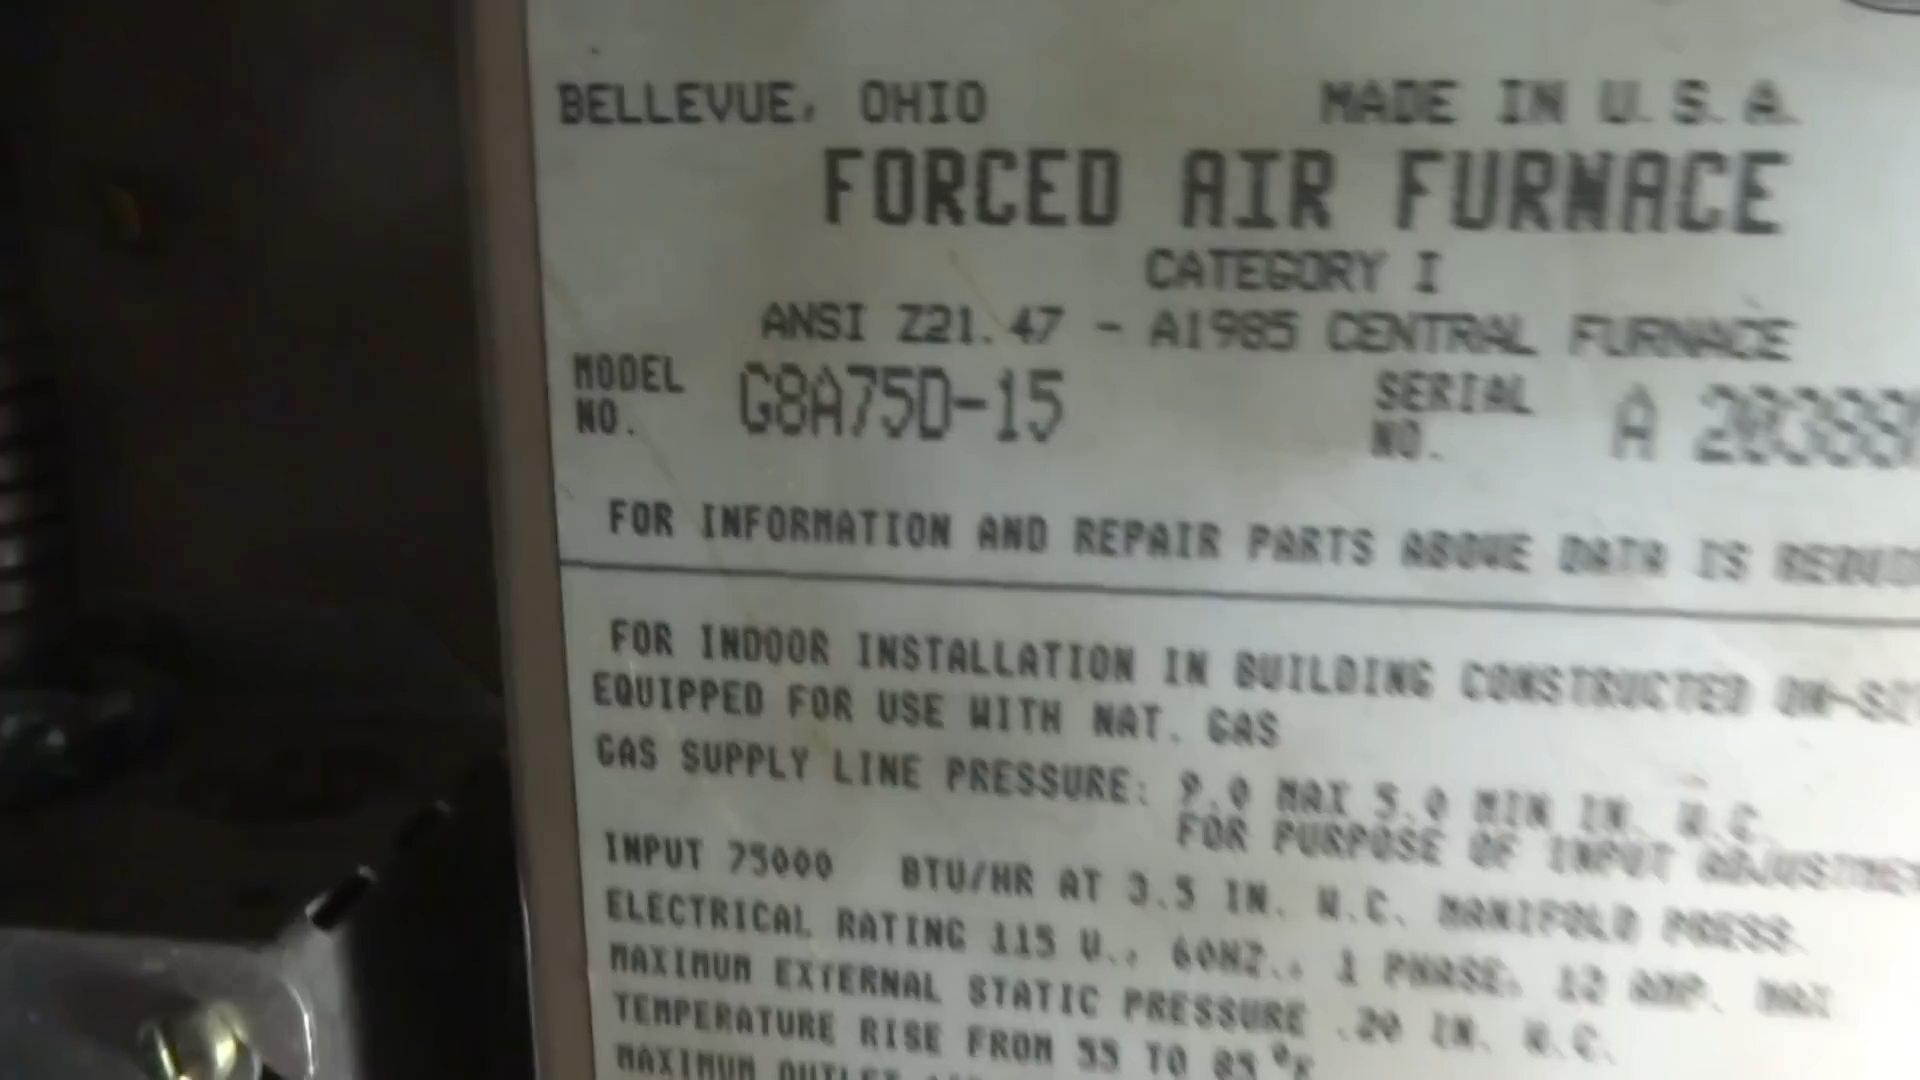 BELLEVUE, OHIO MADE IN U.S.A.
FORCED AIR FURNACE
CATEGORY I
ANSI Z21.47 - A1985 CENTRAL FURNACE
MODEL NO. G8A75D-15 SERIAL NO. A
FOR INFORMATION AND REPAIR PARTS ABOVE DATA IS
FOR INDOOR INSTALLATION IN BUILDING CONSTRUCTED
EQUIPPED FOR USE WITH NAT. GAS
GAS SUPPLY LINE PRESSURE: 9.0 MAX 5.0 MIN IN. W.C.
FOR PURPOSE OF INPUT
INPUT 75000 BTU/HR AT 3.5 IN. W.C. MANIFOLD PRESS.
ELECTRICAL RATING 115 V., 60HZ., 1 PHASE, 12 AMP. MAX
MAXIMUM EXTERNAL STATIC PRESSURE .20 IN. W.C.
TEMPERATURE RISE FROM 55 TO 85 °F
MAXIMUM OUTLET